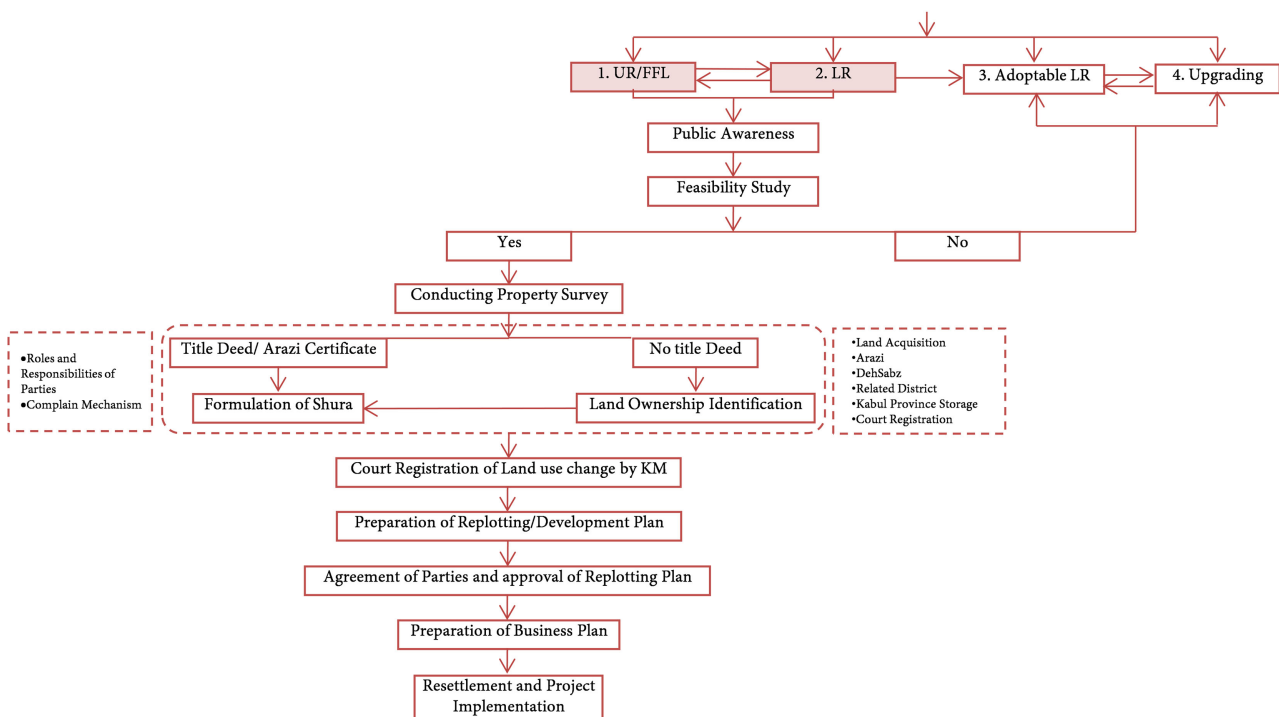 1. UR/FFL
2. LR
3. Adoptable LR
4. Upgrading
Public Awareness
Feasibility Study
Yes
No
Conducting Property Survey
•Roles and
Responsibilities of
Parties
•Complain Mechanism
Title Deed/ Arazi Certificate
No title Deed
Formulation of Shura
Land Ownership Identification
•Land Acquisition
•Arazi
•DehSabz
•Related District
•Kabul Province Storage
•Court Registration
Court Registration of Land use change by KM
Preparation of Replotting/Development Plan
Agreement of Parties and approval of Replotting Plan
Preparation of Business Plan
Resettlement and Project
Implementation